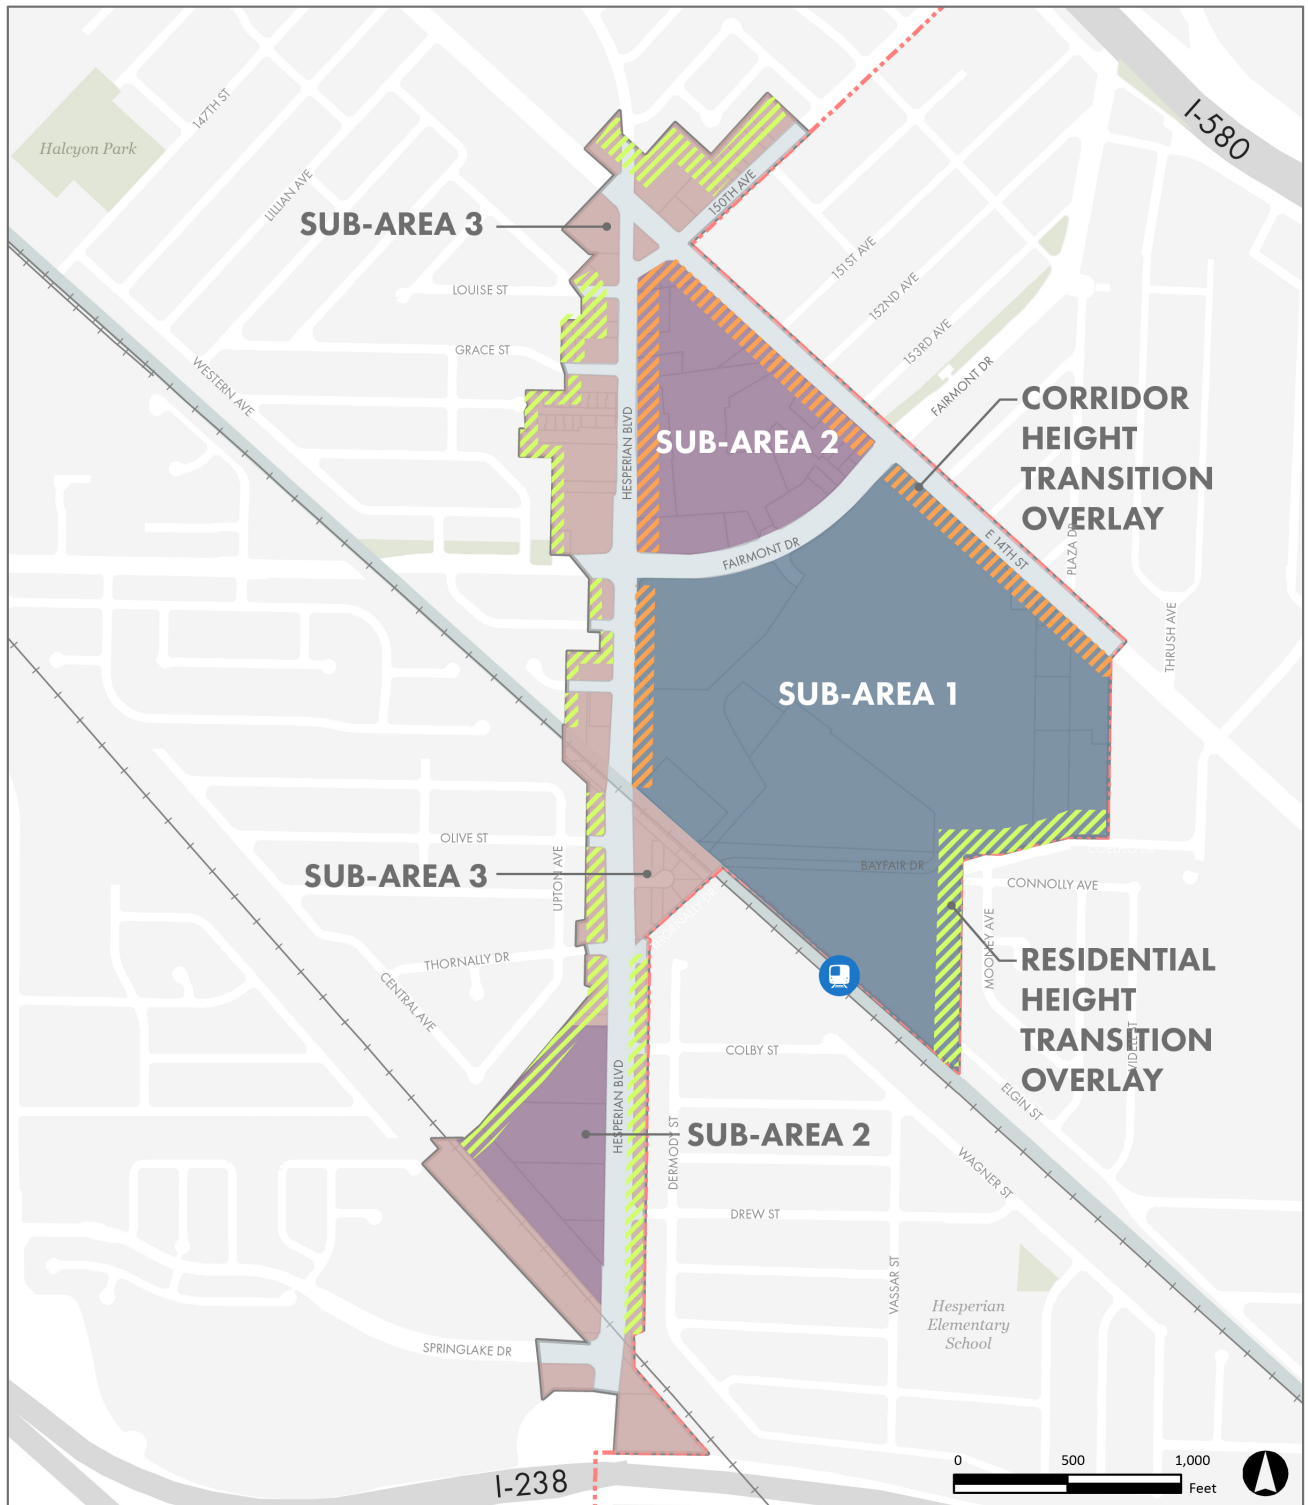 I-580
147TH ST
Halcyon Park
LILLIAN AVE
150TH AVE
SUB-AREA 3
151ST AVE
LOUISE ST
152ND AVE
153RD AVE
GRACE ST
WESTERN AVE
FAIRMONT DR
CORRIDOR
HEIGHT
TRANSITION
OVERLAY
SUB-AREA 2
HESPERIAN BLVD
E 14TH ST
PLAZA DR
FAIRMONT DR
THRUSH AVE
SUB-AREA 1
OLIVE ST
UPTON AVE
SUB-AREA 3
BAYFAIR DR
CONNOLLY AVE
MOONEY AVE
THORNALLY DR
CENTRAL AVE
RESIDENTIAL
HEIGHT
TRANSITION
OVERLAY
COLBY ST
HESPERIAN BLVD
ELGIN ST
SUB-AREA 2
DERMODY ST
WAGNER ST
DREW ST
VASSAR ST
Hesperian
Elementary
School
SPRINGLAKE DR
I-238
0 500 1,000
Feet